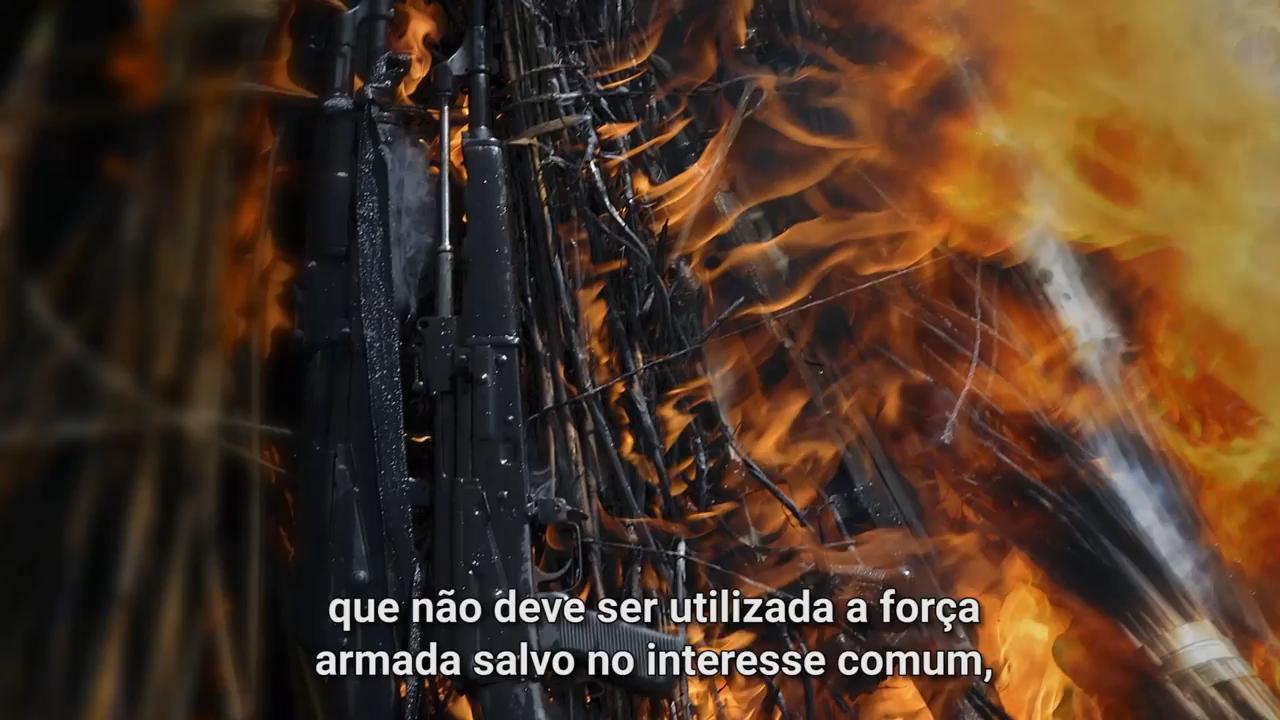 que não deve ser utilizada a força
armada salvo no interesse comum,